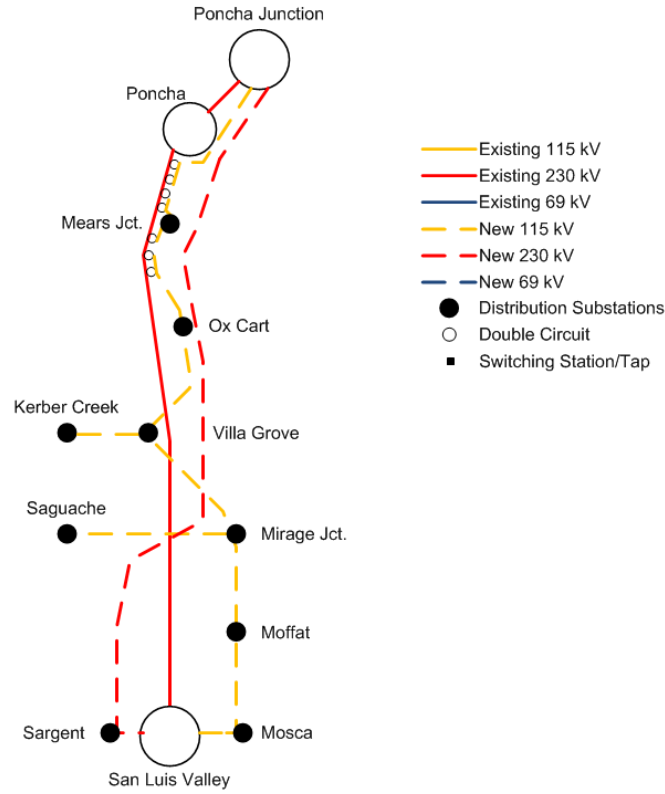 Poncha Junction
Poncha
Existing 115 kV
Existing 230 kV
Existing 69 kV
New 115 kV
New 230 kV
New 69 kV
Distribution Substations
Double Circuit
Switching Station/Tap
Mears Jct.
Ox Cart
Kerber Creek
Villa Grove
Saguache
Mirage Jct.
Moffat
Sargent
Mosca
San Luis Valley